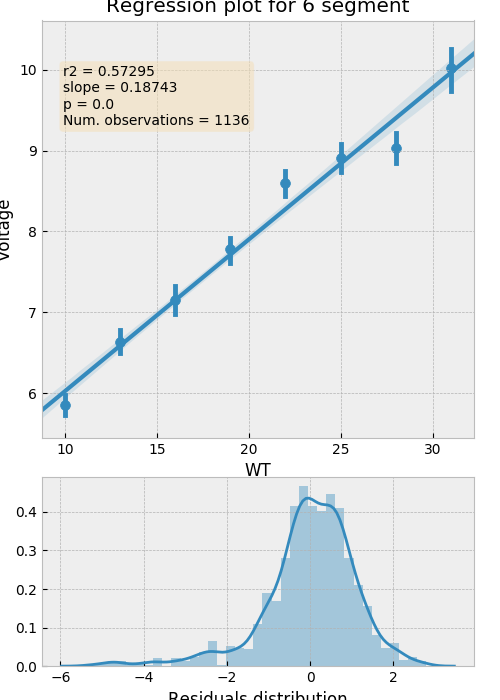 Regression plot for 6 segment
r2 = 0.57295
slope = 0.18743
p = 0.0
Num. observations = 1136
10
9
8
7
6
Voltage
10 15 20 25 30
WT
0.4
0.3
0.2
0.1
0.0
−6 −4 −2 0 2
Residuals distribution